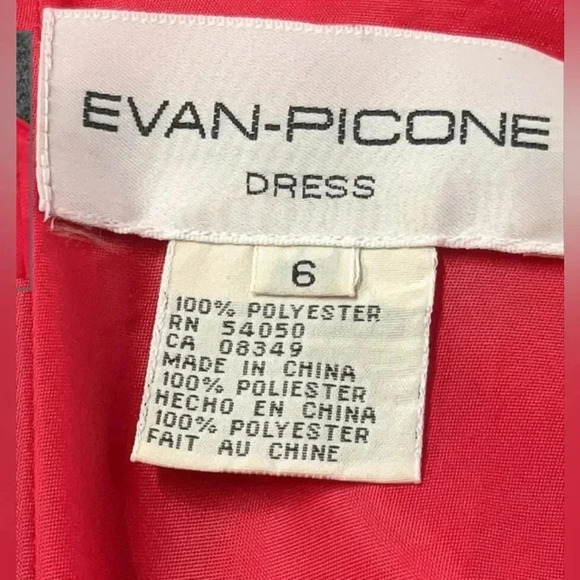 EVAN-PICONE
DRESS
6
100% POLYESTER
RN 54050
CA 08349
MADE IN CHINA
100% POLIESTER
HECHO EN CHINA
100% POLYESTER
FAIT AU CHINE